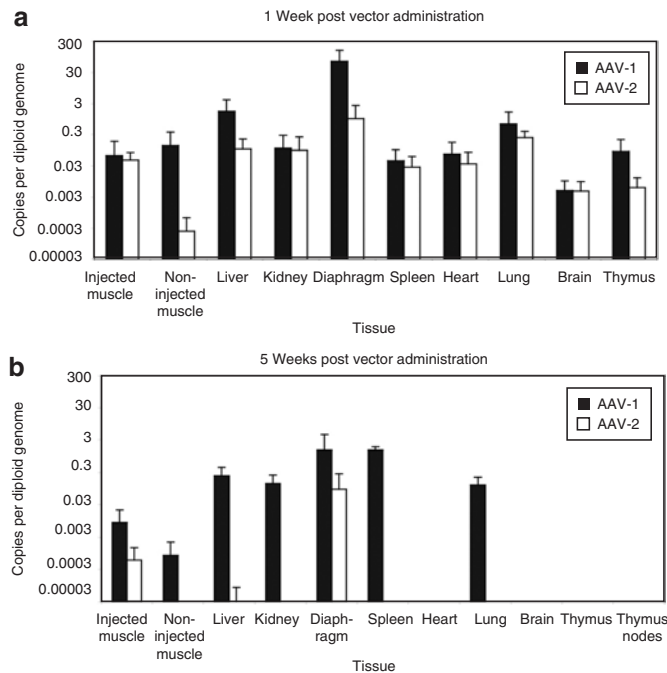 a
1 Week post vector administration
Copies per diploid genome
300
30
3
0.3
0.03
0.003
0.0003
0.00003
AAV-1
AAV-2
Injected muscle
Non-injected muscle
Liver
Kidney
Diaphragm
Spleen
Heart
Lung
Brain
Thymus
Tissue
b
5 Weeks post vector administration
Copies per diploid genome
300
30
3
0.3
0.03
0.003
0.0003
0.00003
AAV-1
AAV-2
Injected muscle
Non-injected muscle
Liver
Kidney
Diaph-ragm
Spleen
Heart
Lung
Brain
Thymus
Thymus nodes
Tissue